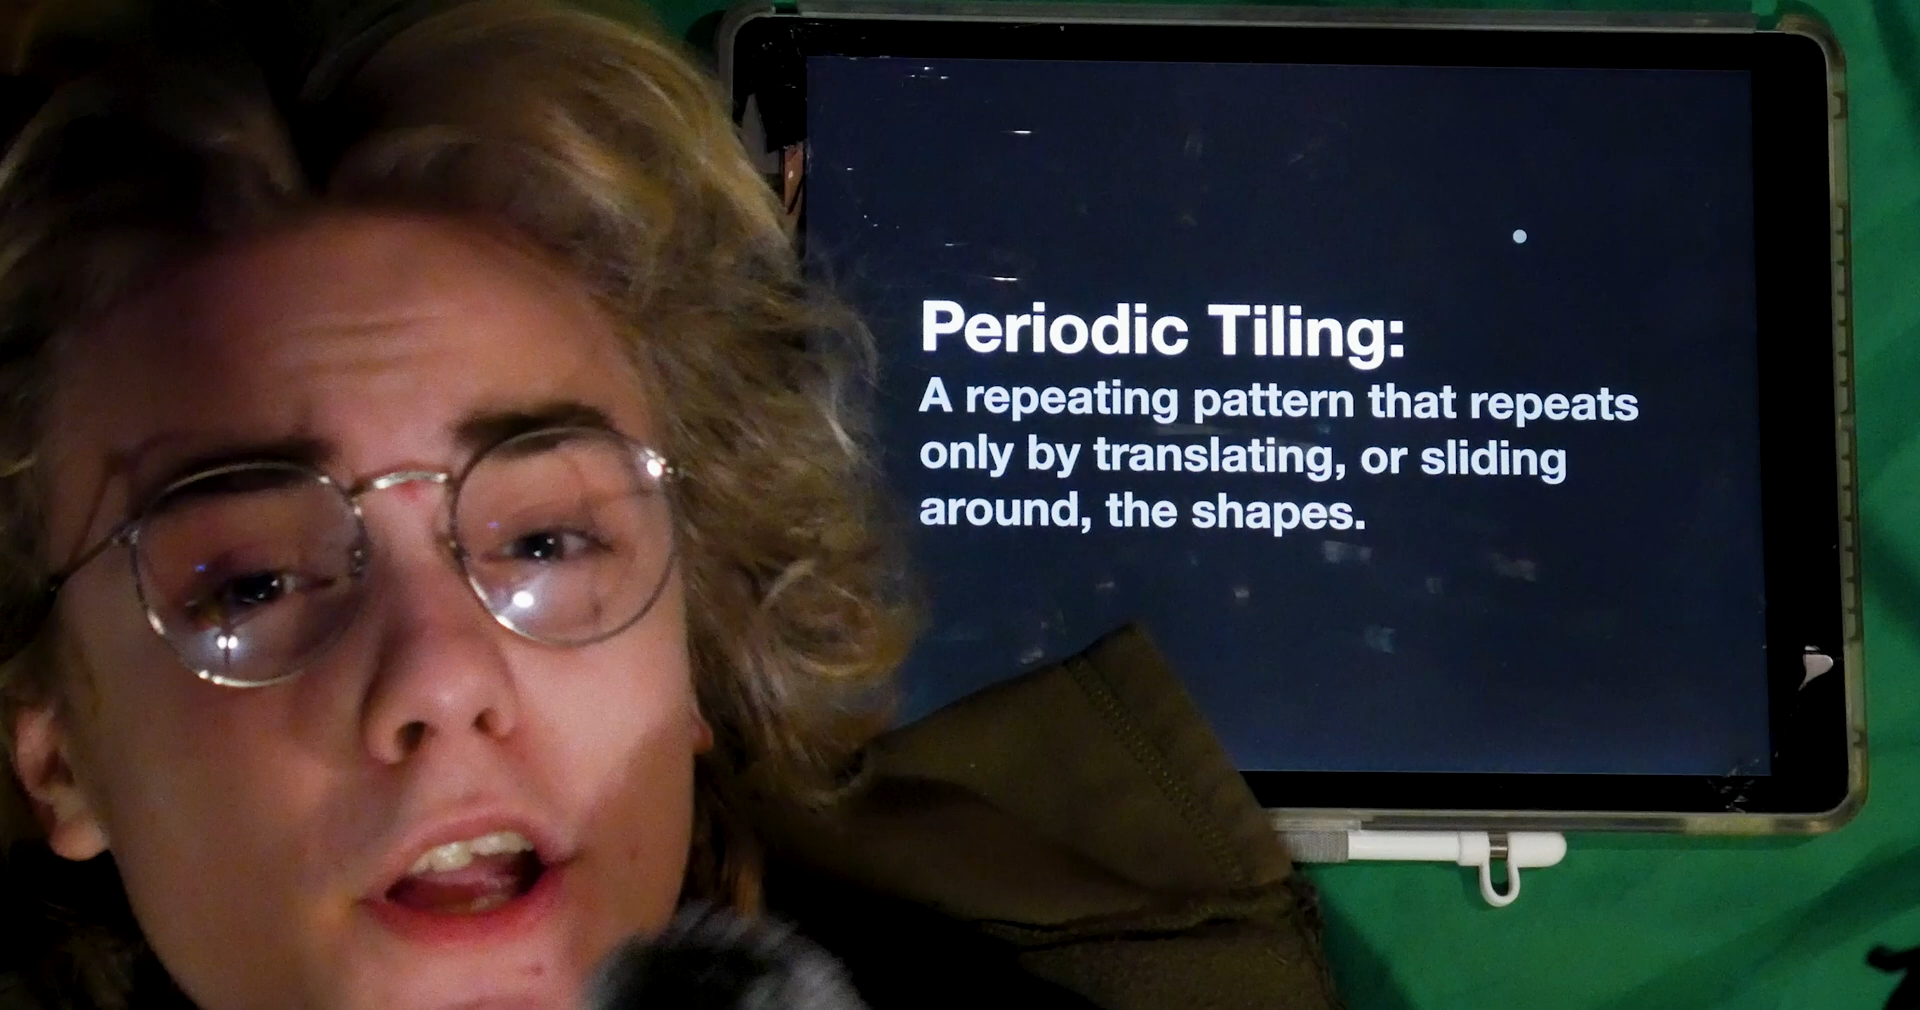 Periodic Tiling:
A repeating pattern that repeats
only by translating, or sliding
around, the shapes.